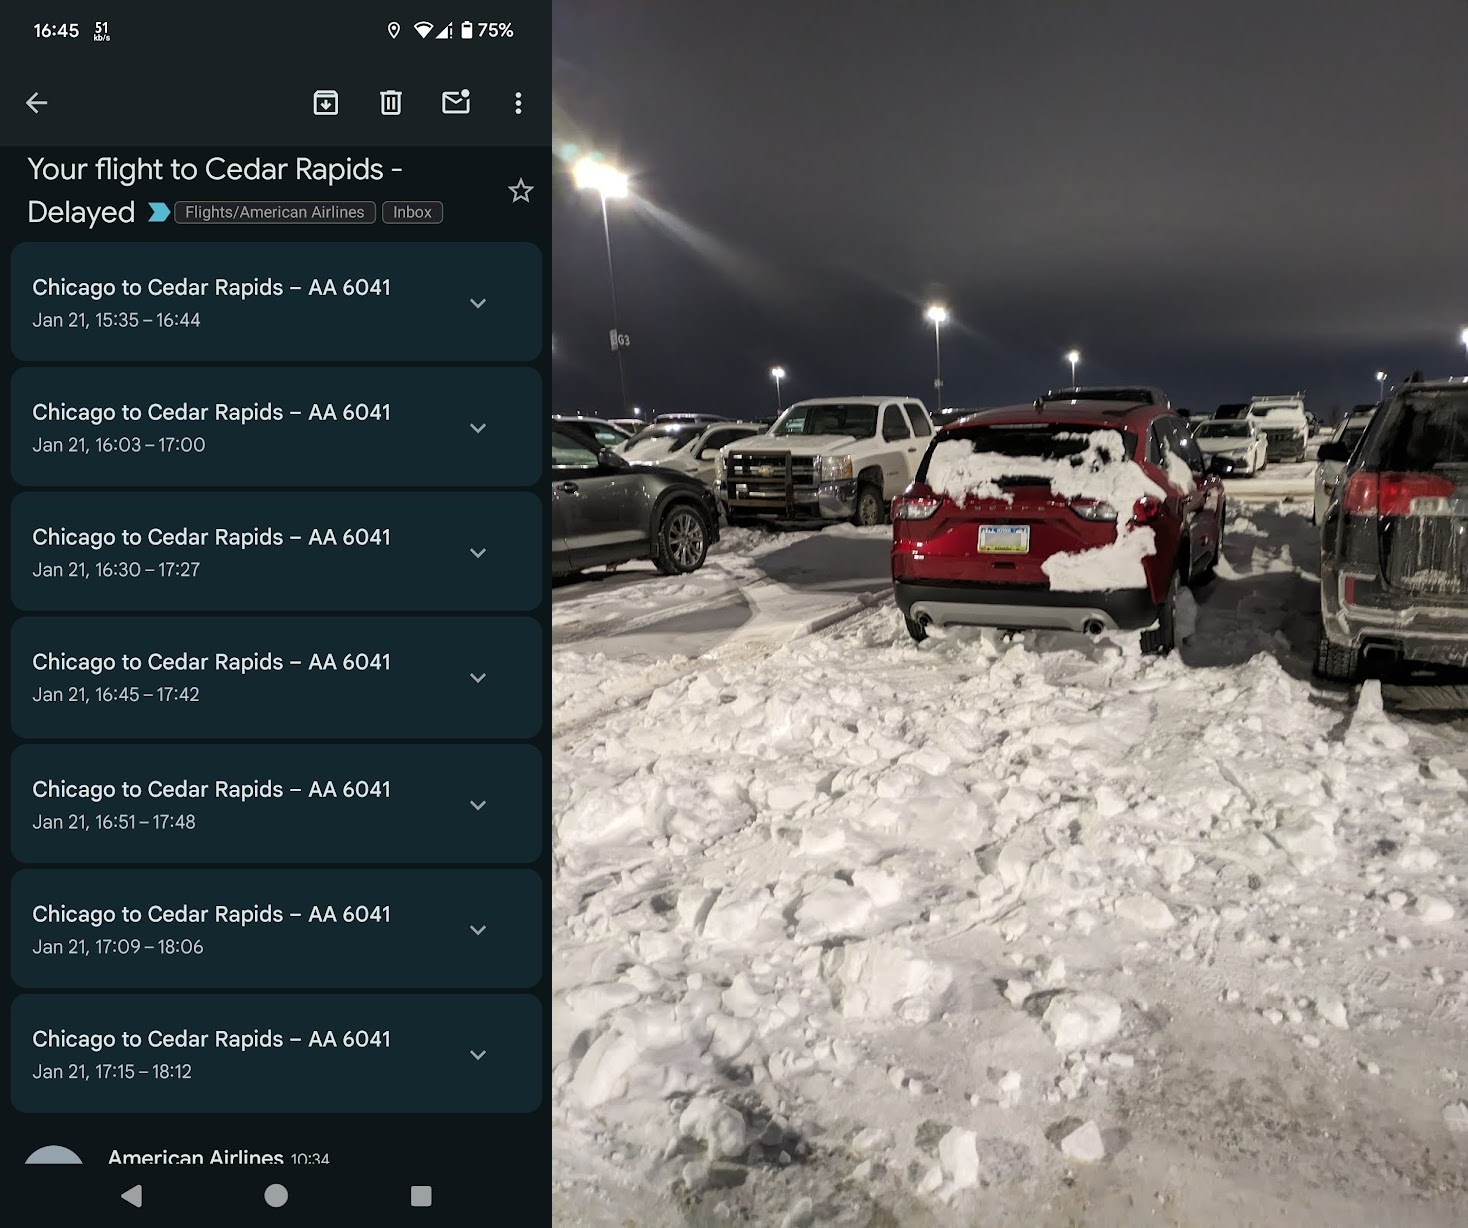 16:45
51
kb/s
75%
Your flight to Cedar Rapids -
Delayed
Flights/American Airlines
Inbox
Chicago to Cedar Rapids – AA 6041
Jan 21, 15:35 – 16:44
Chicago to Cedar Rapids – AA 6041
Jan 21, 16:03 – 17:00
Chicago to Cedar Rapids – AA 6041
Jan 21, 16:30 – 17:27
Chicago to Cedar Rapids – AA 6041
Jan 21, 16:45 – 17:42
Chicago to Cedar Rapids – AA 6041
Jan 21, 16:51 – 17:48
Chicago to Cedar Rapids – AA 6041
Jan 21, 17:09 – 18:06
Chicago to Cedar Rapids – AA 6041
Jan 21, 17:15 – 18:12
American Airlines 10:34
G3
ESCAPE